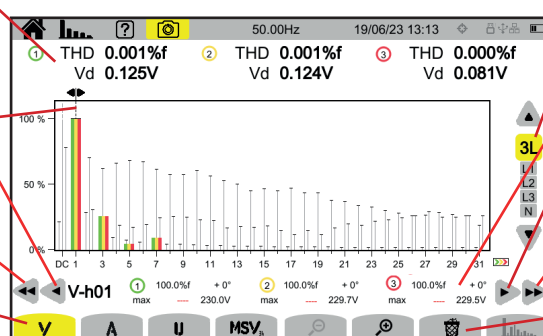 ? 50.00Hz 19/06/23 13:13
1 THD 0.001%f 2 THD 0.001%f 3 THD 0.000%f
Vd 0.125V Vd 0.124V Vd 0.081V
100 %
3L
L1
L2
50 %
L3
N
0 %
DC 1 3 5 7 9 11 13 15 17 19 21 23 25 27 29 31
V-h01 1 100.0%f + 0° 2 100.0%f + 0° 3 100.0%f + 0°
max ---- 230.0V max ---- 229.7V max ---- 229.5V
V A U MSV